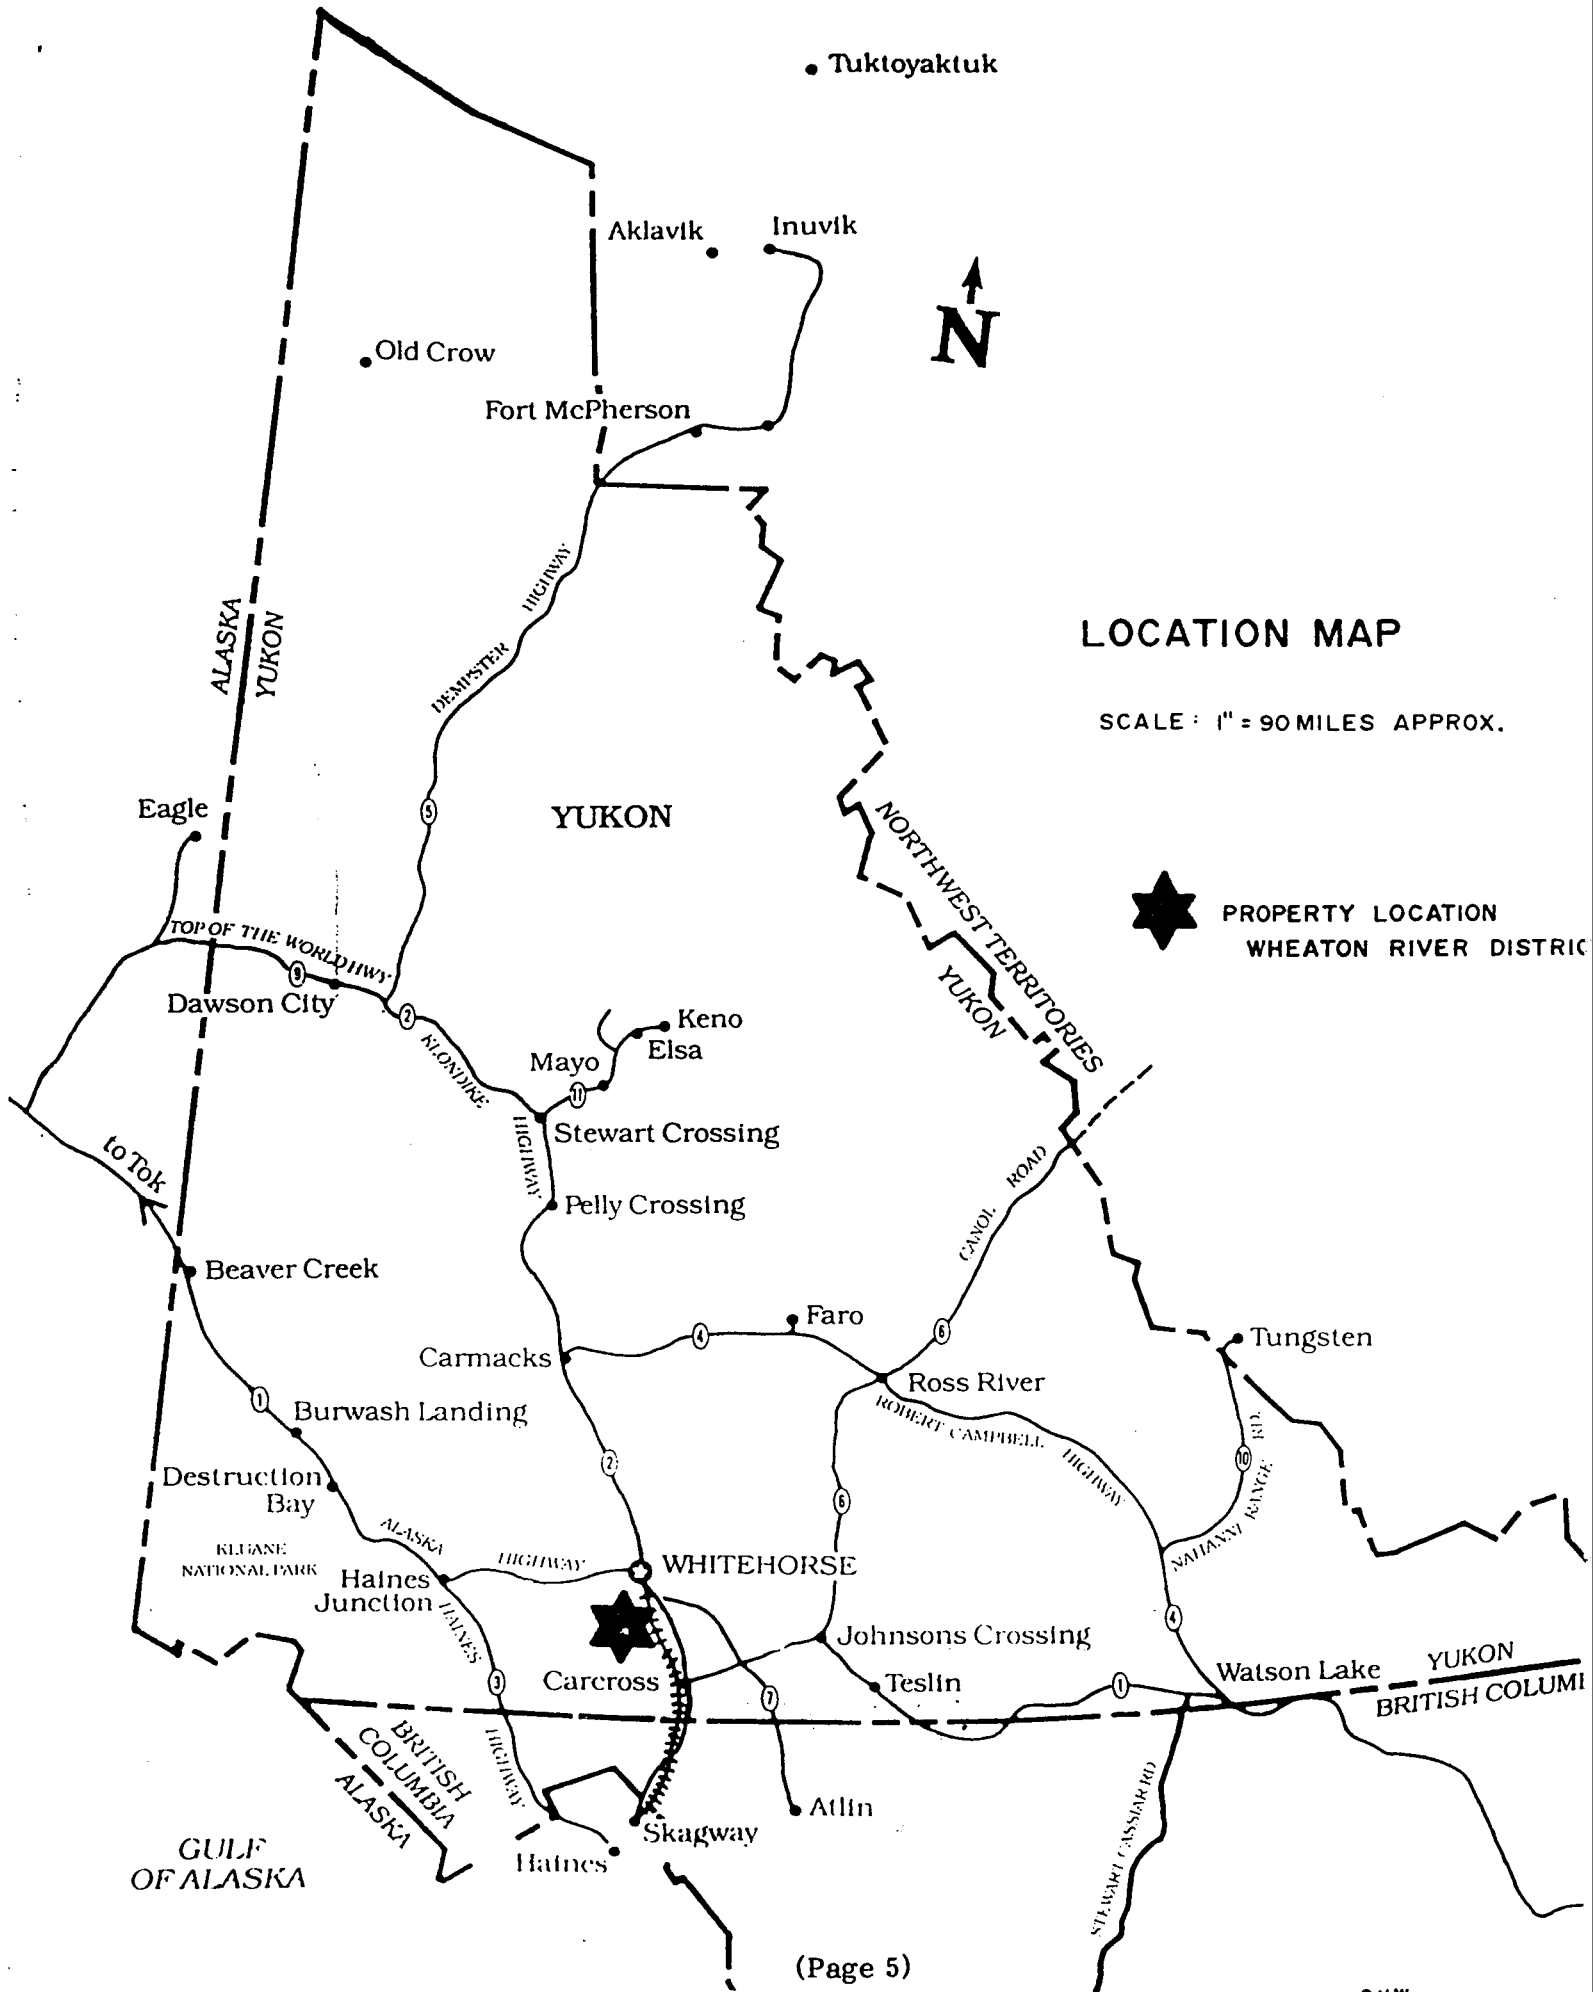 Tuktoyaktuk
Aklavik
Inuvik
N
Old Crow
Fort McPherson
DEMPSTER HIGHWAY
ALASKA
YUKON
LOCATION MAP
SCALE: 1" = 90 MILES APPROX.
Eagle
5
YUKON
NORTHWEST TERRITORIES
YUKON
PROPERTY LOCATION
WHEATON RIVER DISTRIC
TOP OF THE WORLD HWY.
9
Dawson City
2
KLONDIKE HIGHWAY
Keno
Elsa
Mayo
11
Stewart Crossing
to Tok
Pelly Crossing
CANOL ROAD
Beaver Creek
Faro
4
6
Tungsten
Carmacks
Ross River
1
Burwash Landing
ROBERT CAMPBELL HIGHWAY
2
10
NAHANNI RANGE RD.
Destruction
Bay
6
ALASKA HIGHWAY
KLUANE
NATIONAL PARK
Haines
Junction
WHITEHORSE
HAINES HIGHWAY
3
4
Johnsons Crossing
Carcross
7
Teslin
1
Watson Lake
YUKON
BRITISH COLUMI
BRITISH
COLUMBIA
ALASKA
STEWART CASSIAR RD
Atlin
Skagway
Haines
GULF
OF ALASKA
(Page 5)